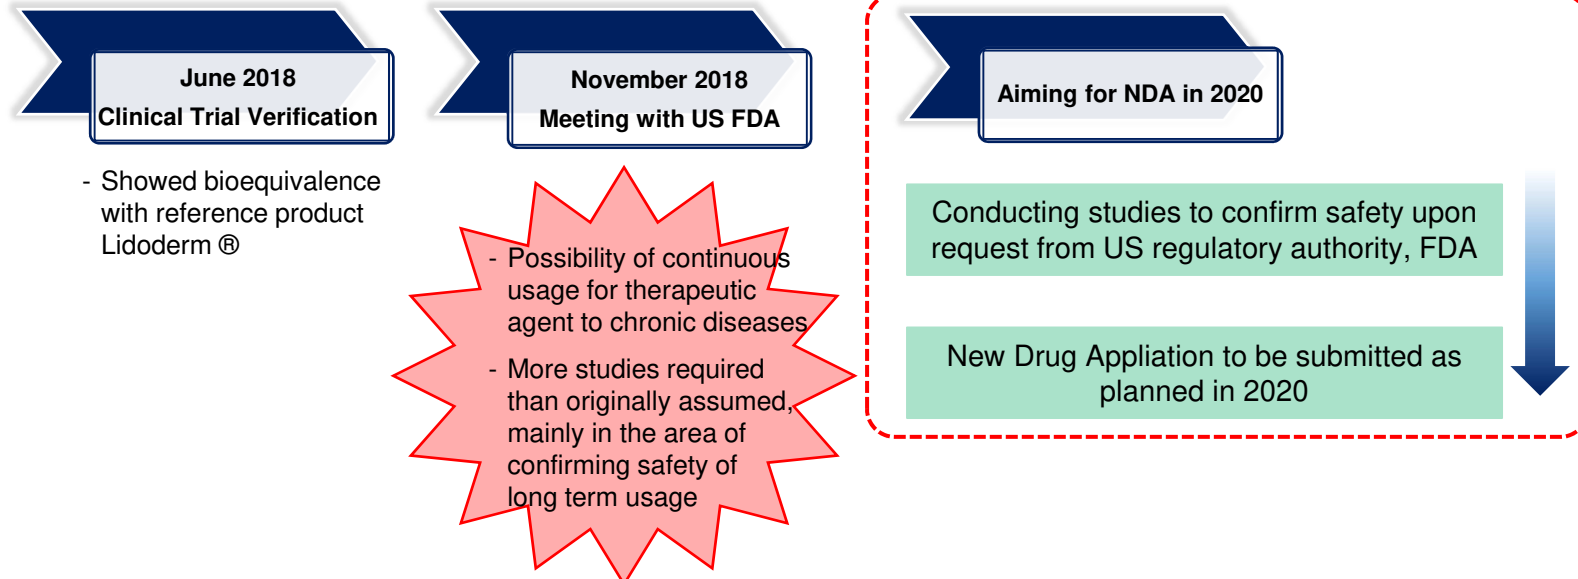 June 2018
Clinical Trial Verification
- Showed bioequivalence
with reference product
Lidoderm ®
November 2018
Meeting with US FDA
- Possibility of continuous
usage for therapeutic
agent to chronic diseases
- More studies required
than originally assumed,
mainly in the area of
confirming safety of
long term usage
Aiming for NDA in 2020
Conducting studies to confirm safety upon
request from US regulatory authority, FDA
New Drug Appliation to be submitted as
planned in 2020